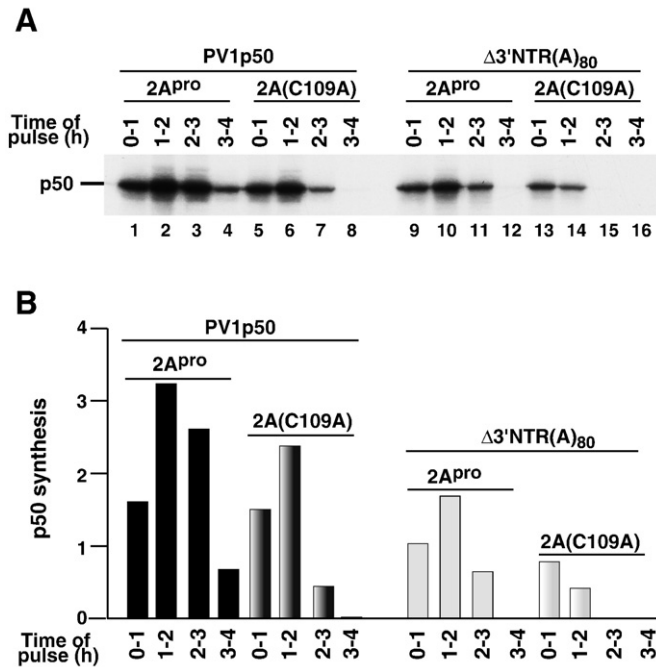 A
PV1p50 Δ3'NTR(A)80
2Apro 2A(C109A) 2Apro 2A(C109A)
Time of pulse (h) 0-1 1-2 2-3 3-4 0-1 1-2 2-3 3-4 0-1 1-2 2-3 3-4 0-1 1-2 2-3 3-4
p50
1 2 3 4 5 6 7 8 9 10 11 12 13 14 15 16
B
PV1p50
2Apro
2A(C109A)
Δ3'NTR(A)80
2Apro
2A(C109A)
p50 synthesis
4
3
2
1
0
Time of pulse (h) 0-1 1-2 2-3 3-4 0-1 1-2 2-3 3-4 0-1 1-2 2-3 3-4 0-1 1-2 2-3 3-4